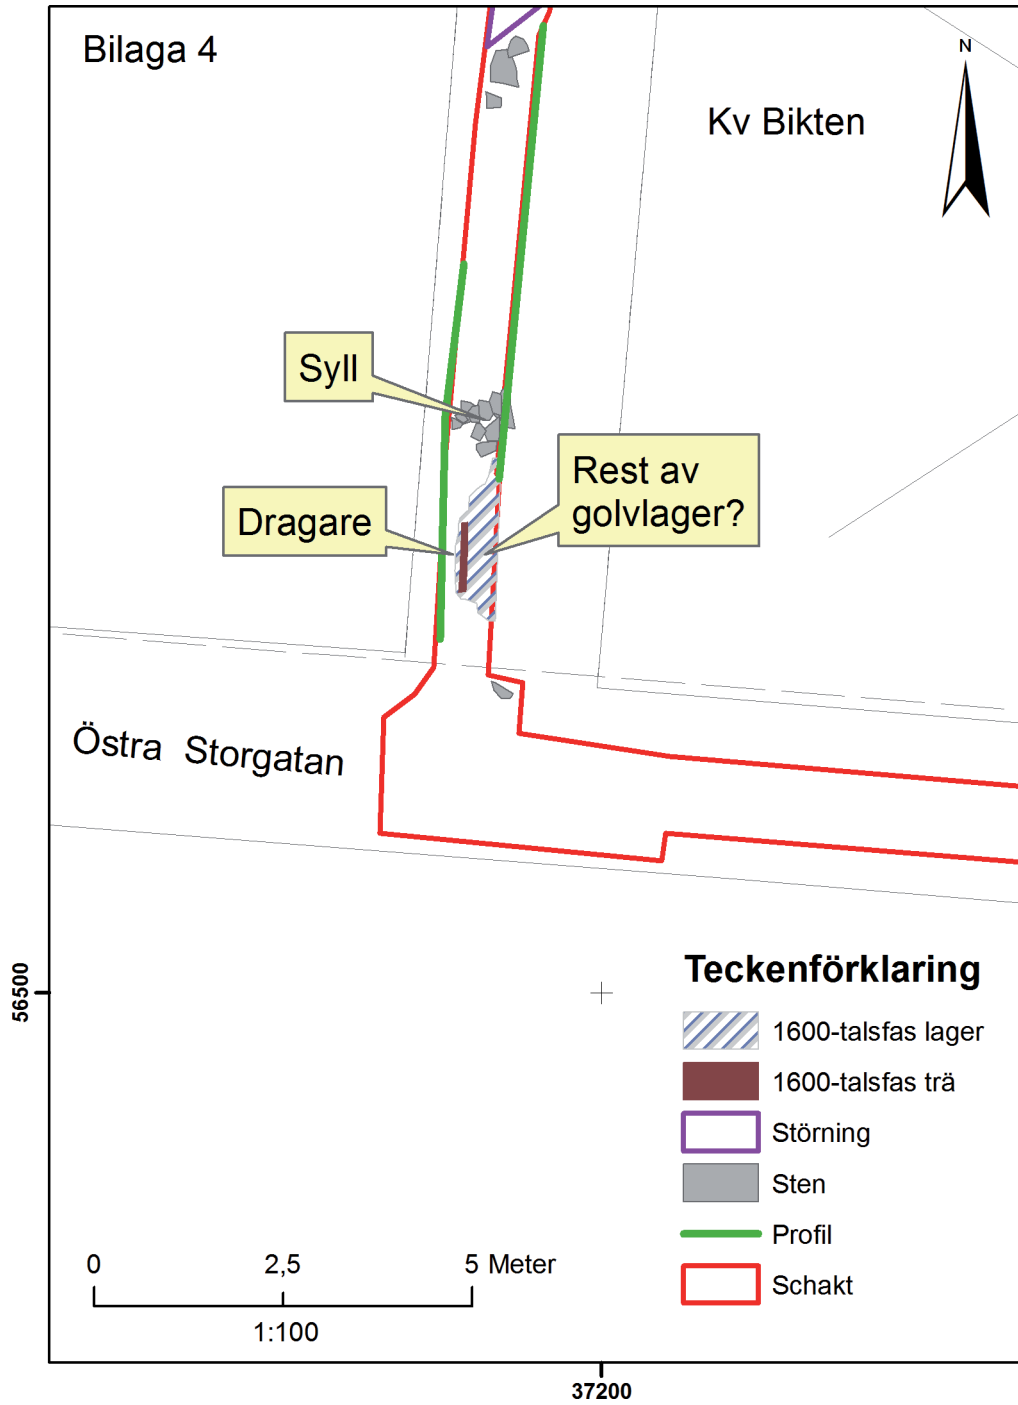 Bilaga 4
N
Kv Bikten
Syll
Rest av
golvlager?
Dragare
Östra Storgatan
56500
Teckenförklaring
1600-talsfas lager
1600-talsfas trä
Störning
Sten
Profil
Schakt
0 2,5 5 Meter
1:100
37200